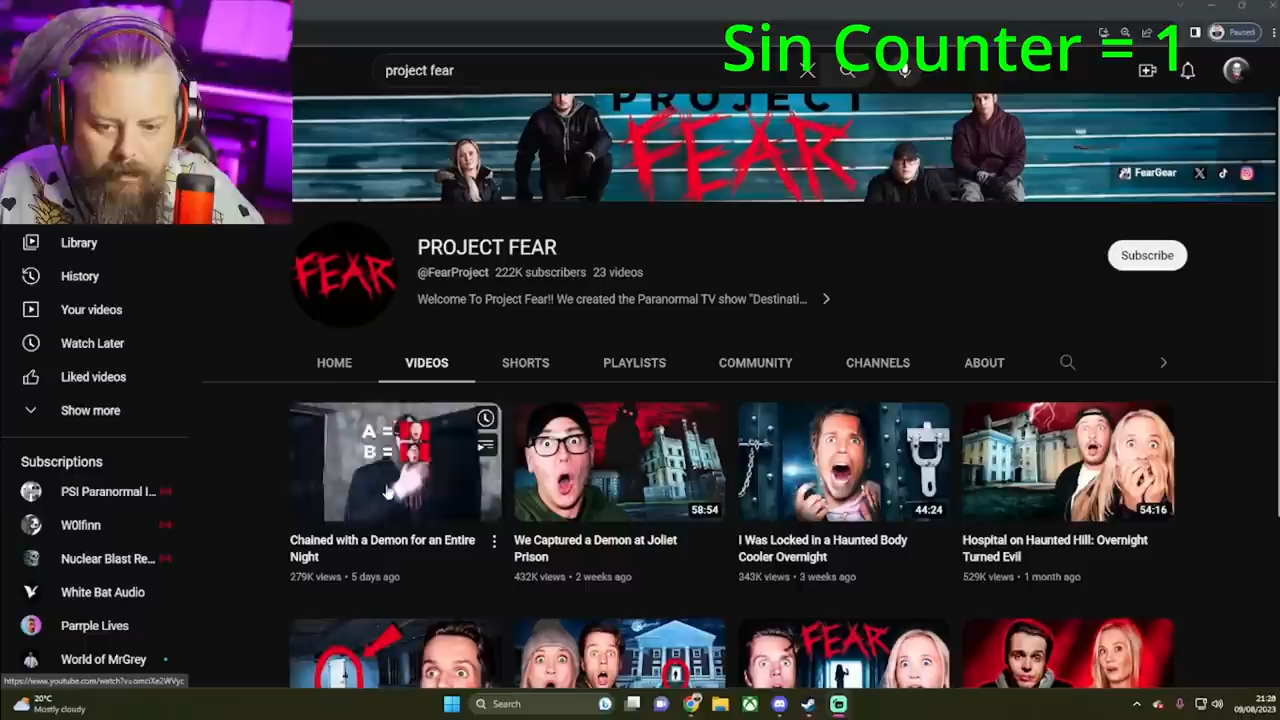 Sin Counter = 1
Paused
project fear
PROJECT
FEAR
FearGear
Library
History
Your videos
Watch Later
Liked videos
Show more
Subscriptions
PSI Paranormal I...
W0lfinn
Nuclear Blast Re...
White Bat Audio
Parrple Lives
World of MrGrey
FEAR
PROJECT FEAR
@FearProject 222K subscribers 23 videos
Welcome To Project Fear!! We created the Paranormal TV show "Destinati...
Subscribe
HOME VIDEOS SHORTS PLAYLISTS COMMUNITY CHANNELS ABOUT
A =
B =
58:54
44:24
54:16
Chained with a Demon for an Entire
Night
279K views • 5 days ago
We Captured a Demon at Joliet
Prison
432K views • 2 weeks ago
I Was Locked in a Haunted Body
Cooler Overnight
343K views • 3 weeks ago
Hospital on Haunted Hill: Overnight
Turned Evil
529K views • 1 month ago
FEAR
20°C
Mostly cloudy
Search
21:28
09/08/2023